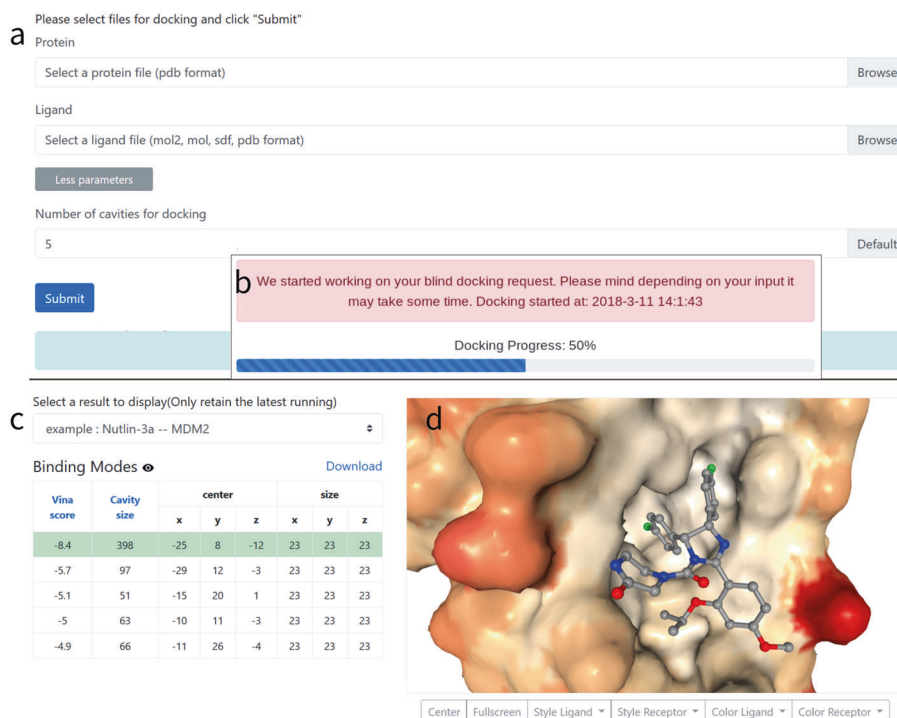 a
Please select files for docking and click "Submit"
Protein
Select a protein file (pdb format) Browse
Ligand
Select a ligand file (mol2, mol, sdf, pdb format) Browse
Less parameters
Number of cavities for docking
5 Default
Submit
b
We started working on your blind docking request. Please mind depending on your input it
may take some time. Docking started at: 2018-3-11 14:1:43
Docking Progress: 50%
c
Select a result to display(Only retain the latest running)
example : Nutlin-3a -- MDM2
Binding Modes Download
Vina score Cavity size center size
x y z x y z
-8.4 398 -25 8 -12 23 23 23
-5.7 97 -29 12 -3 23 23 23
-5.1 51 -15 20 1 23 23 23
-5 63 -10 11 -3 23 23 23
-4.9 66 -11 26 -4 23 23 23
d
Center Fullscreen Style Ligand Style Receptor Color Ligand Color Receptor